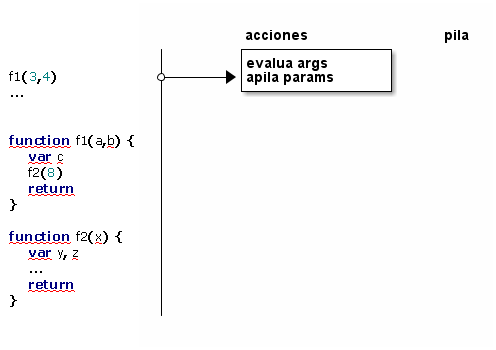 acciones
pila
evalua args
apila params
f1(3,4)
...
function f1(a,b) {
var c
f2(8)
return
}
function f2(x) {
var y, z
...
return
}